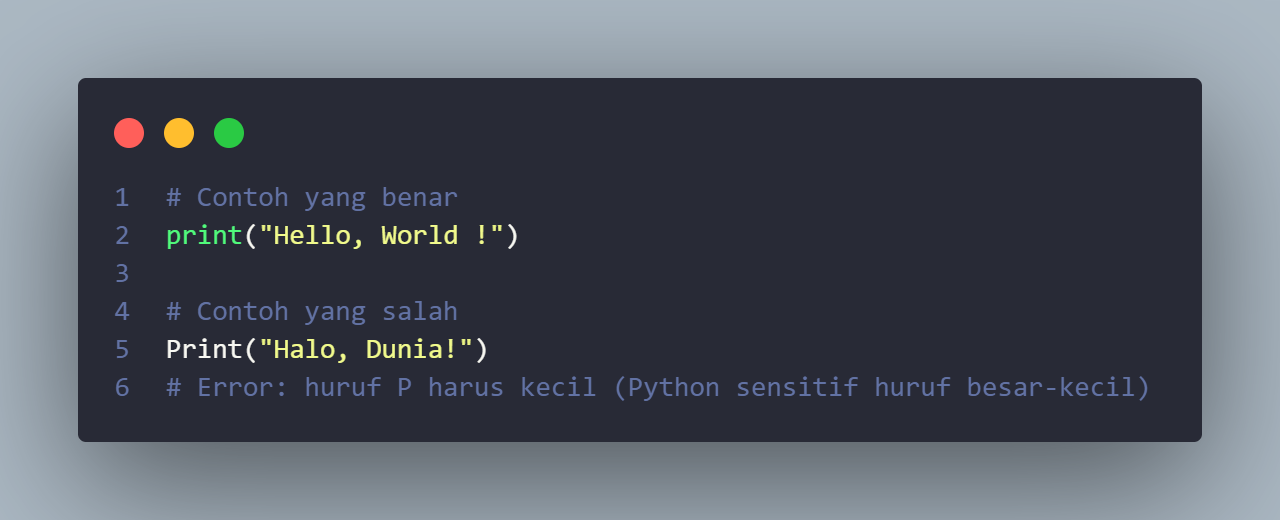 1 # Contoh yang benar
2 print("Hello, World !")
3
4 # Contoh yang salah
5 Print("Halo, Dunia!")
6 # Error: huruf P harus kecil (Python sensitif huruf besar-kecil)